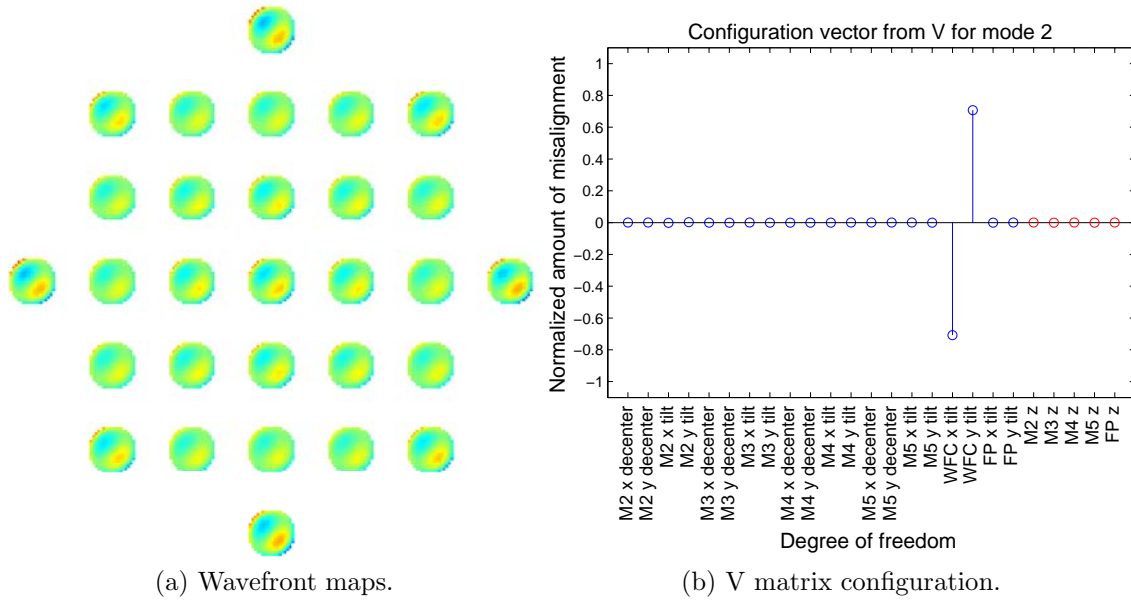 Configuration vector from V for mode 2
Normalized amount of misalignment
1
0.8
0.6
0.4
0.2
0
−0.2
−0.4
−0.6
−0.8
−1
M2 x decenter
M2 y decenter
M2 x tilt
M2 y tilt
M3 x decenter
M3 y decenter
M3 x tilt
M3 y tilt
M4 x decenter
M4 y decenter
M4 x tilt
M4 y tilt
M5 x decenter
M5 y decenter
M5 x tilt
M5 y tilt
WFC x tilt
WFC y tilt
FP x tilt
FP y tilt
M2 z
M3 z
M4 z
M5 z
FP z
Degree of freedom
(a) Wavefront maps.
(b) V matrix configuration.